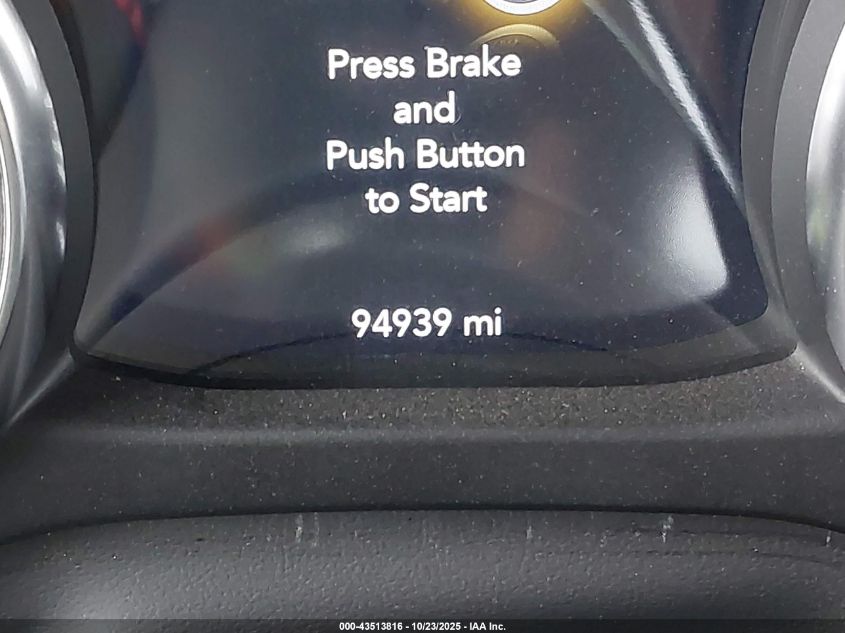 Press Brake
and
Push Button
to Start
94939 mi
000-43513816 - 10/23/2025 - IAA Inc.